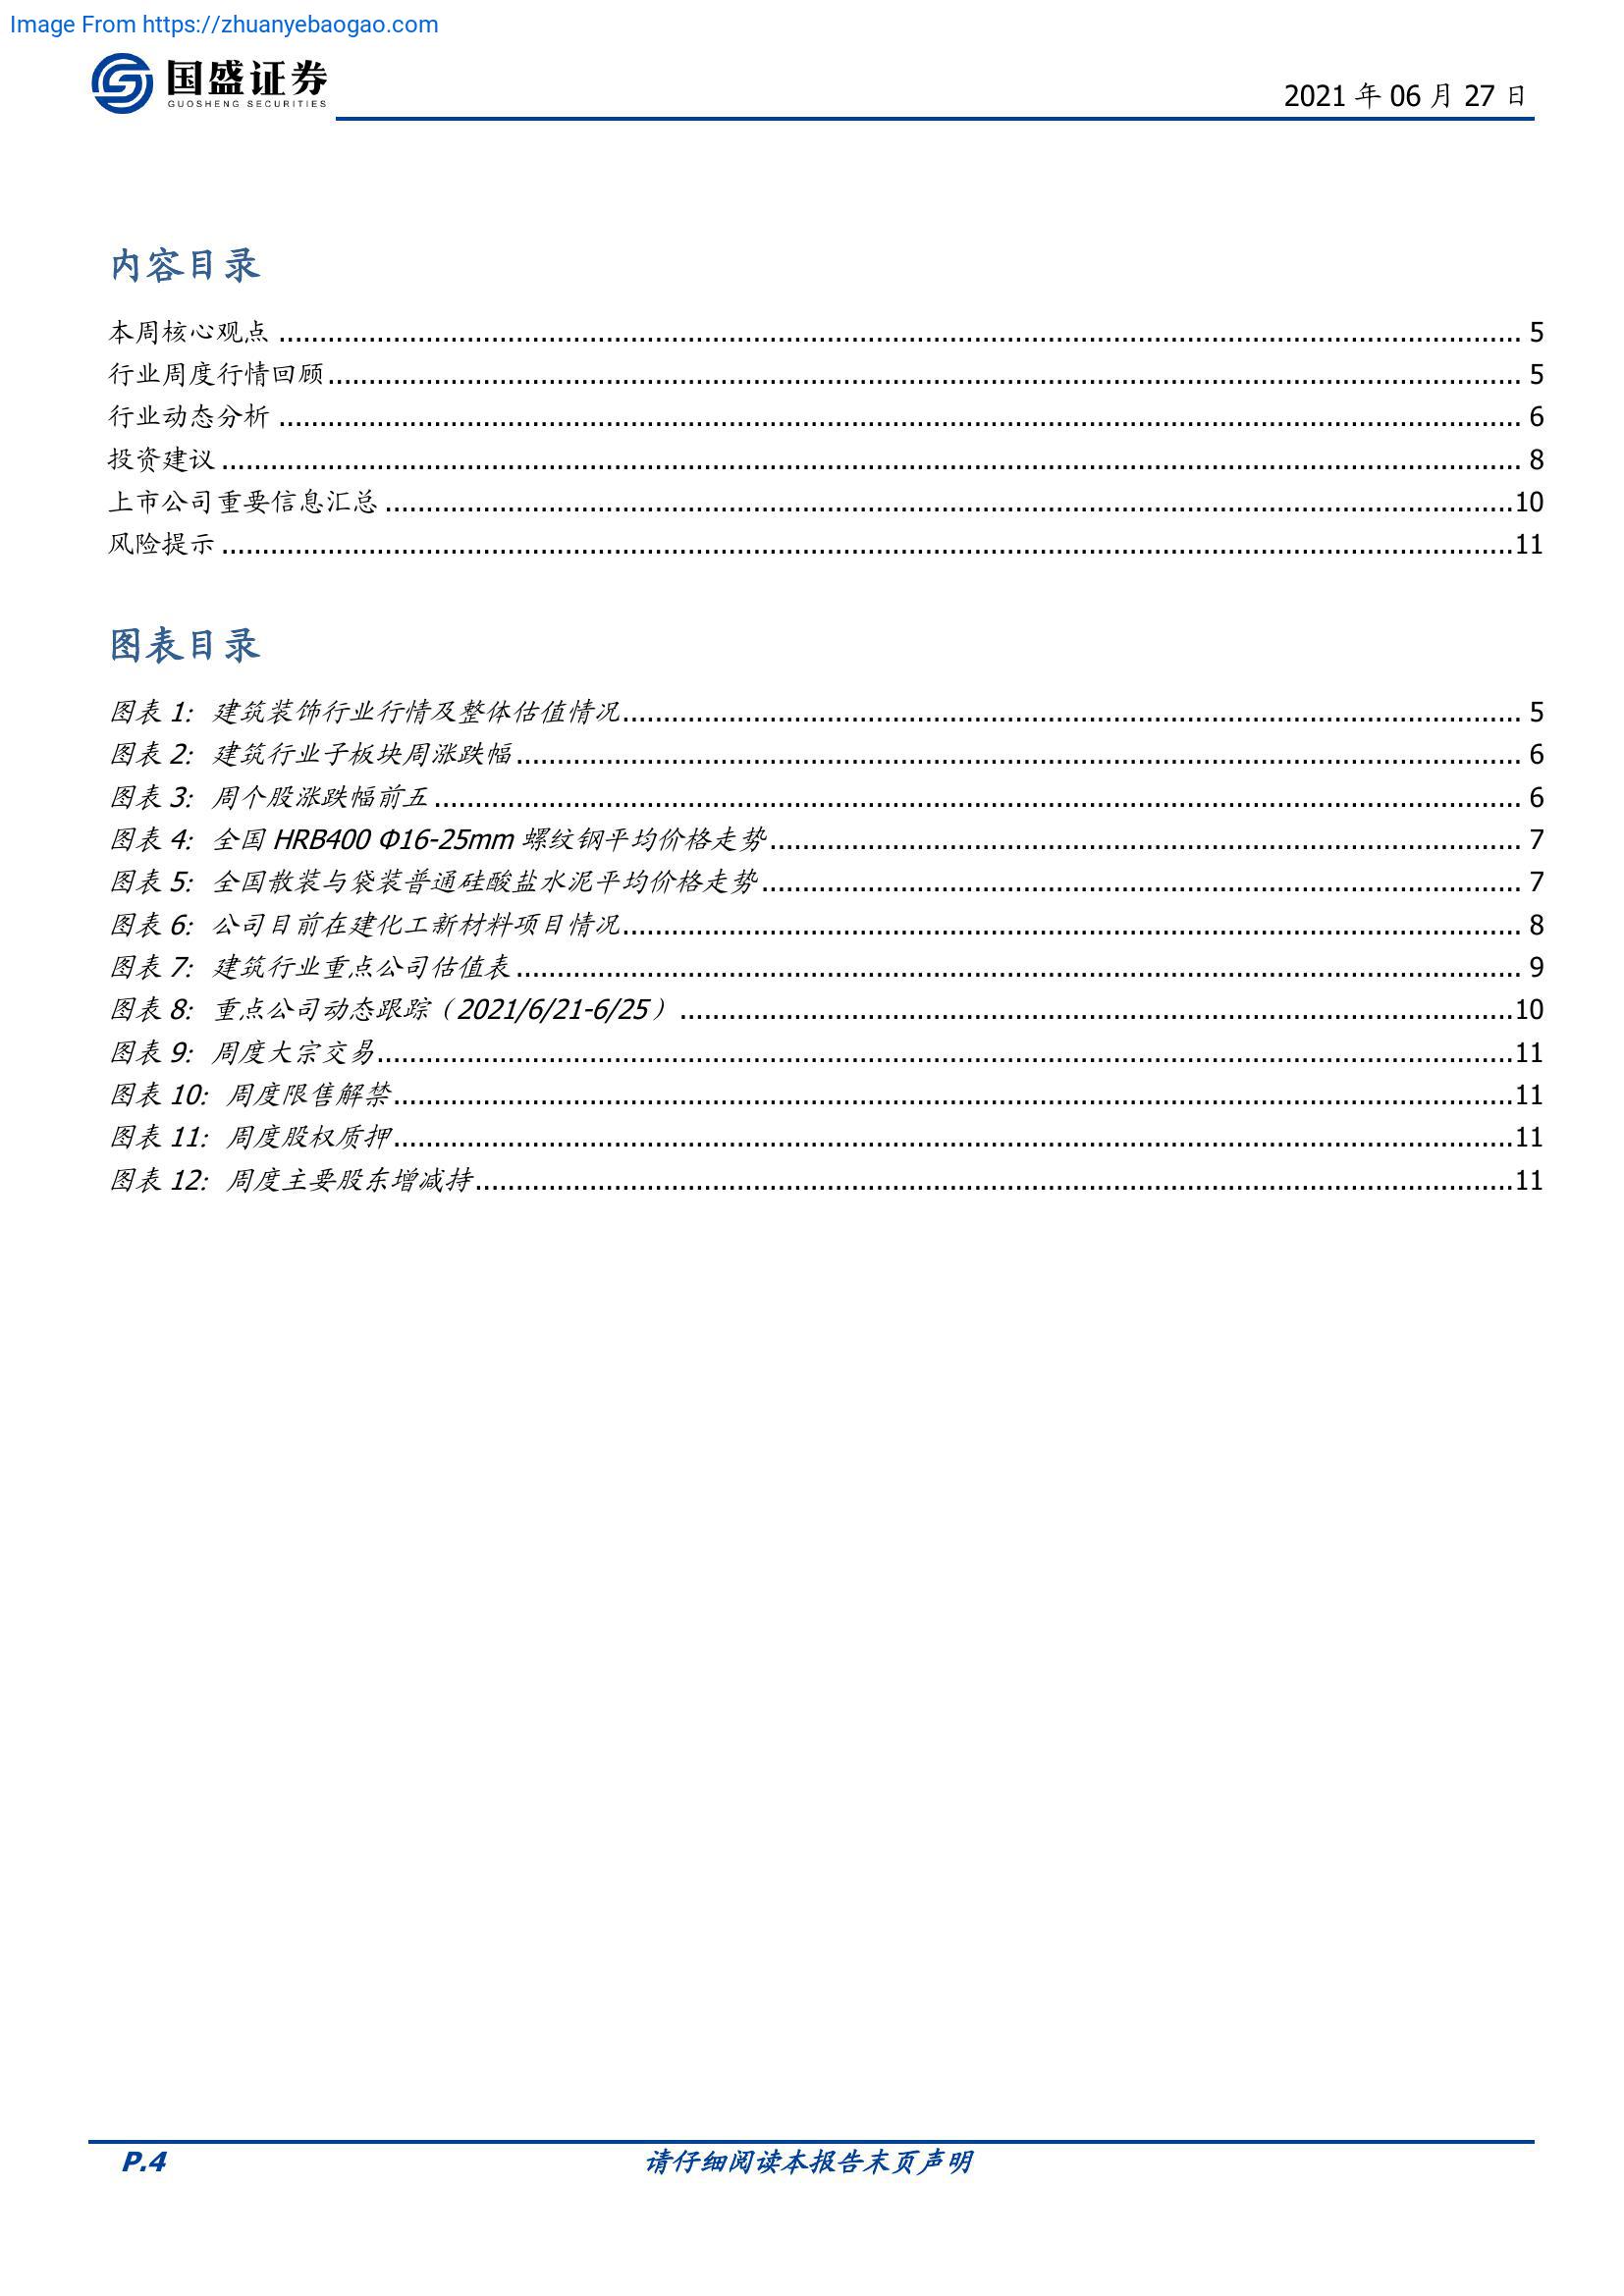 Image From https://zhuanyebaogao.com
国盛证券
GUOSHENG SECURITIES
2021 年 06 月 27 日
内容目录
本周核心观点 ........................................ 5
行业周度行情回顾 ........................................ 5
行业动态分析 ........................................ 6
投资建议 ........................................ 8
上市公司重要信息汇总 ........................................ 10
风险提示 ........................................ 11
图表目录
图表 1: 建筑装饰行业行情及整体估值情况 ........................................ 5
图表 2: 建筑行业子板块周涨跌幅 ........................................ 6
图表 3: 周个股涨跌幅前五 ........................................ 6
图表 4: 全国 HRB400 Φ16-25mm 螺纹钢平均价格走势 ........................................ 7
图表 5: 全国散装与袋装普通硅酸盐水泥平均价格走势 ........................................ 7
图表 6: 公司目前在建化工新材料项目情况 ........................................ 8
图表 7: 建筑行业重点公司估值表 ........................................ 9
图表 8: 重点公司动态跟踪（2021/6/21-6/25） ........................................ 10
图表 9: 周度大宗交易 ........................................ 11
图表 10: 周度限售解禁 ........................................ 11
图表 11: 周度股权质押 ........................................ 11
图表 12: 周度主要股东增减持 ........................................ 11
P.4 请仔细阅读本报告末页声明